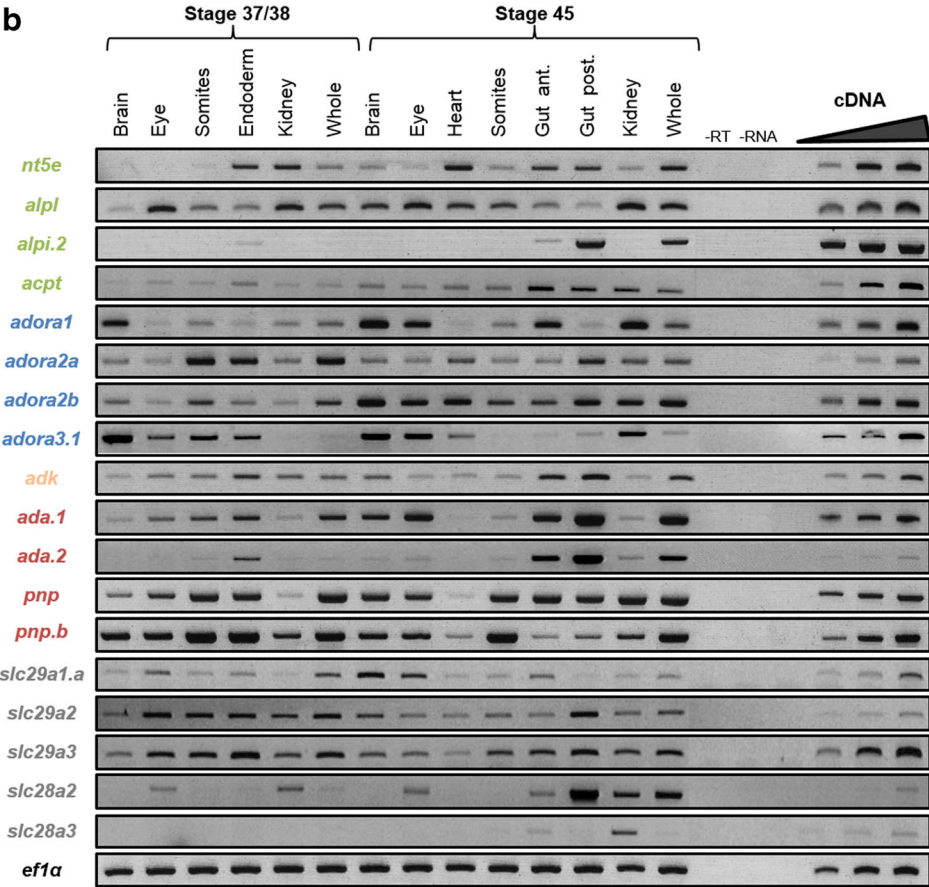 b
Stage 37/38 Stage 45
Brain Eye Somites Endoderm Kidney Whole Brain Eye Heart Somites Gut ant. Gut post. Kidney Whole -RT -RNA cDNA
nt5e
alpl
alpi.2
acpt
adora1
adora2a
adora2b
adora3.1
adk
ada.1
ada.2
pnp
pnp.b
slc29a1.a
slc29a2
slc29a3
slc28a2
slc28a3
ef1α